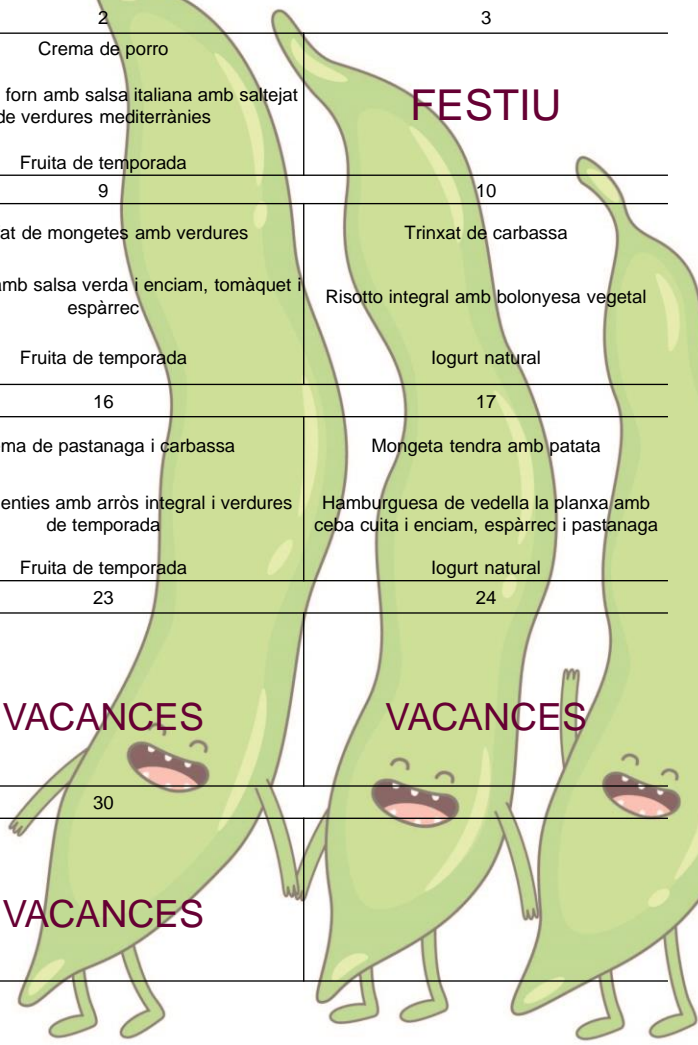 2
3
Crema de porro
FESTIU
forn amb salsa italiana amb saltejat
de verdures mediterrànies
Fruita de temporada
9
10
de mongetes amb verdures
Trinxat de carbassa
amb salsa verda i enciam, tomàquet i
espàrrec
Risotto integral amb bolonyesa vegetal
Fruita de temporada
Iogurt natural
16
17
de pastanaga i carbassa
Mongeta tendra amb patata
amb arròs integral i verdures
de temporada
Hamburguesa de vedella la planxa amb
ceba cuita i enciam, espàrrec i pastanaga
Fruita de temporada
Iogurt natural
23
24
VACANCES
VACANCES
30
VACANCES